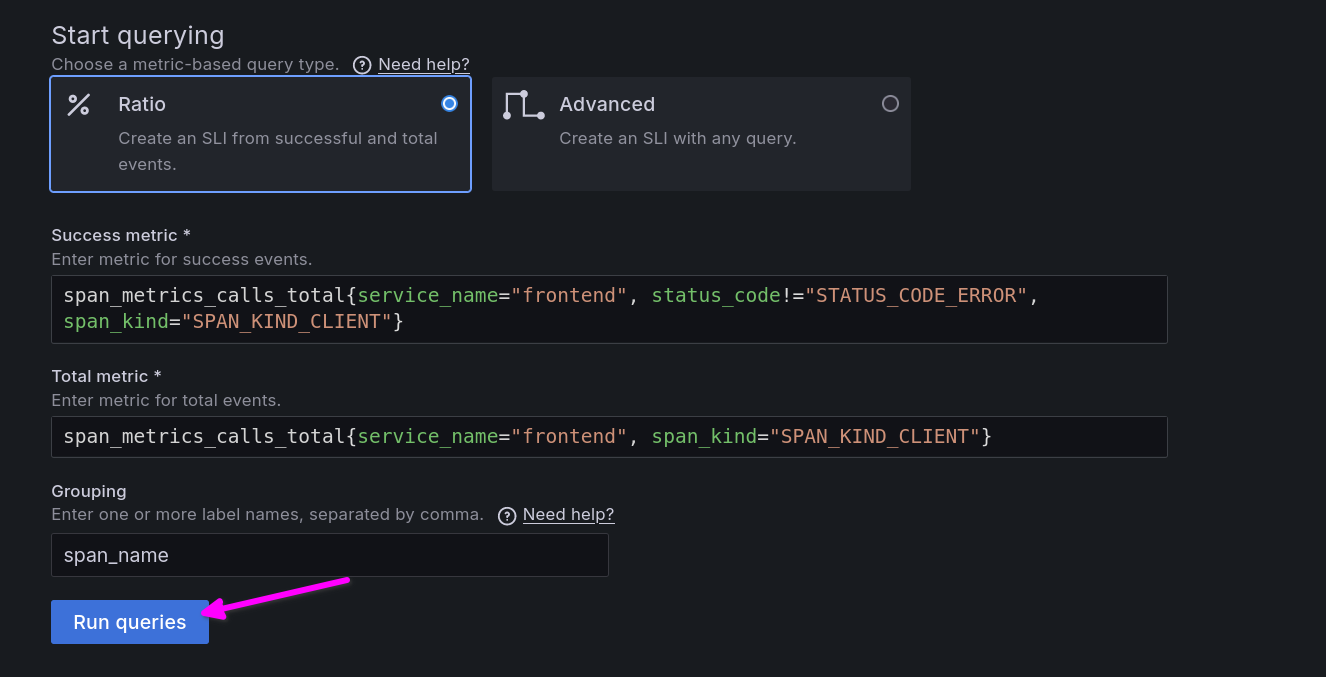 Start querying
Choose a metric-based query type. ? Need help?
Ratio
Create an SLI from successful and total
events.
Advanced
Create an SLI with any query.
Success metric *
Enter metric for success events.
span_metrics_calls_total{service_name="frontend", status_code!="STATUS_CODE_ERROR",
span_kind="SPAN_KIND_CLIENT"}
Total metric *
Enter metric for total events.
span_metrics_calls_total{service_name="frontend", span_kind="SPAN_KIND_CLIENT"}
Grouping
Enter one or more label names, separated by comma. ? Need help?
span_name
Run queries